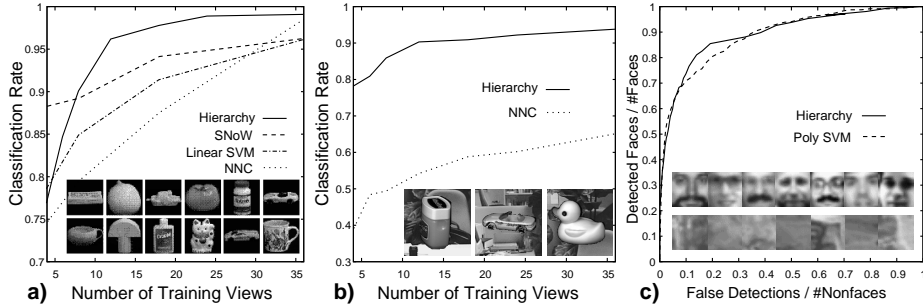 1
0.95
0.9
0.85
0.8
0.75
0.7
Classification Rate
Hierarchy
SNoW
Linear SVM
NNC
5 10 15 20 25 30 35
a) Number of Training Views
1
0.9
0.8
0.7
0.6
0.5
0.4
0.3
Classification Rate
Hierarchy
NNC
5 10 15 20 25 30 35
b) Number of Training Views
1
0.9
0.8
0.7
0.6
0.5
0.4
0.3
0.2
0.1
0
Detected Faces / #Faces
Hierarchy
Poly SVM
0 0.1 0.2 0.3 0.4 0.5 0.6 0.7 0.8 0.9
c) False Detections / #Nonfaces